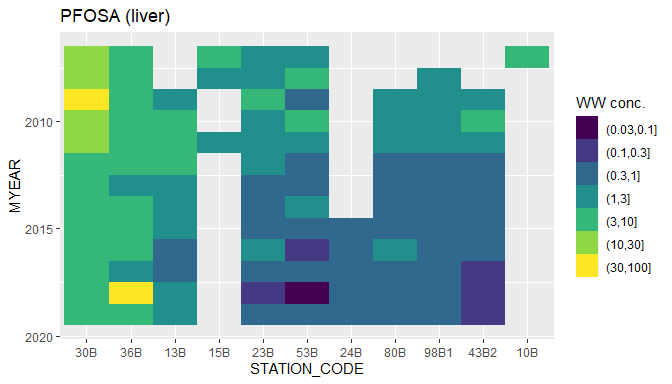 PFOSA (liver)
MYEAR
2010
2015
2020
30B 36B 13B 15B 23B 53B 24B 80B 98B1 43B2 10B
STATION_CODE
WW conc.
(0.03,0.1]
(0.1,0.3]
(0.3,1]
(1,3]
(3,10]
(10,30]
(30,100]